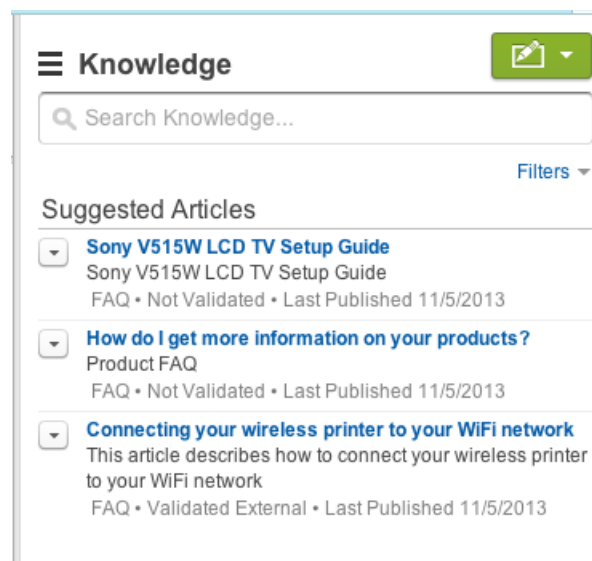 Knowledge
Search Knowledge...
Filters
Suggested Articles
Sony V515W LCD TV Setup Guide
Sony V515W LCD TV Setup Guide
FAQ • Not Validated • Last Published 11/5/2013
How do I get more information on your products?
Product FAQ
FAQ • Not Validated • Last Published 11/5/2013
Connecting your wireless printer to your WiFi network
This article describes how to connect your wireless printer
to your WiFi network
FAQ • Validated External • Last Published 11/5/2013